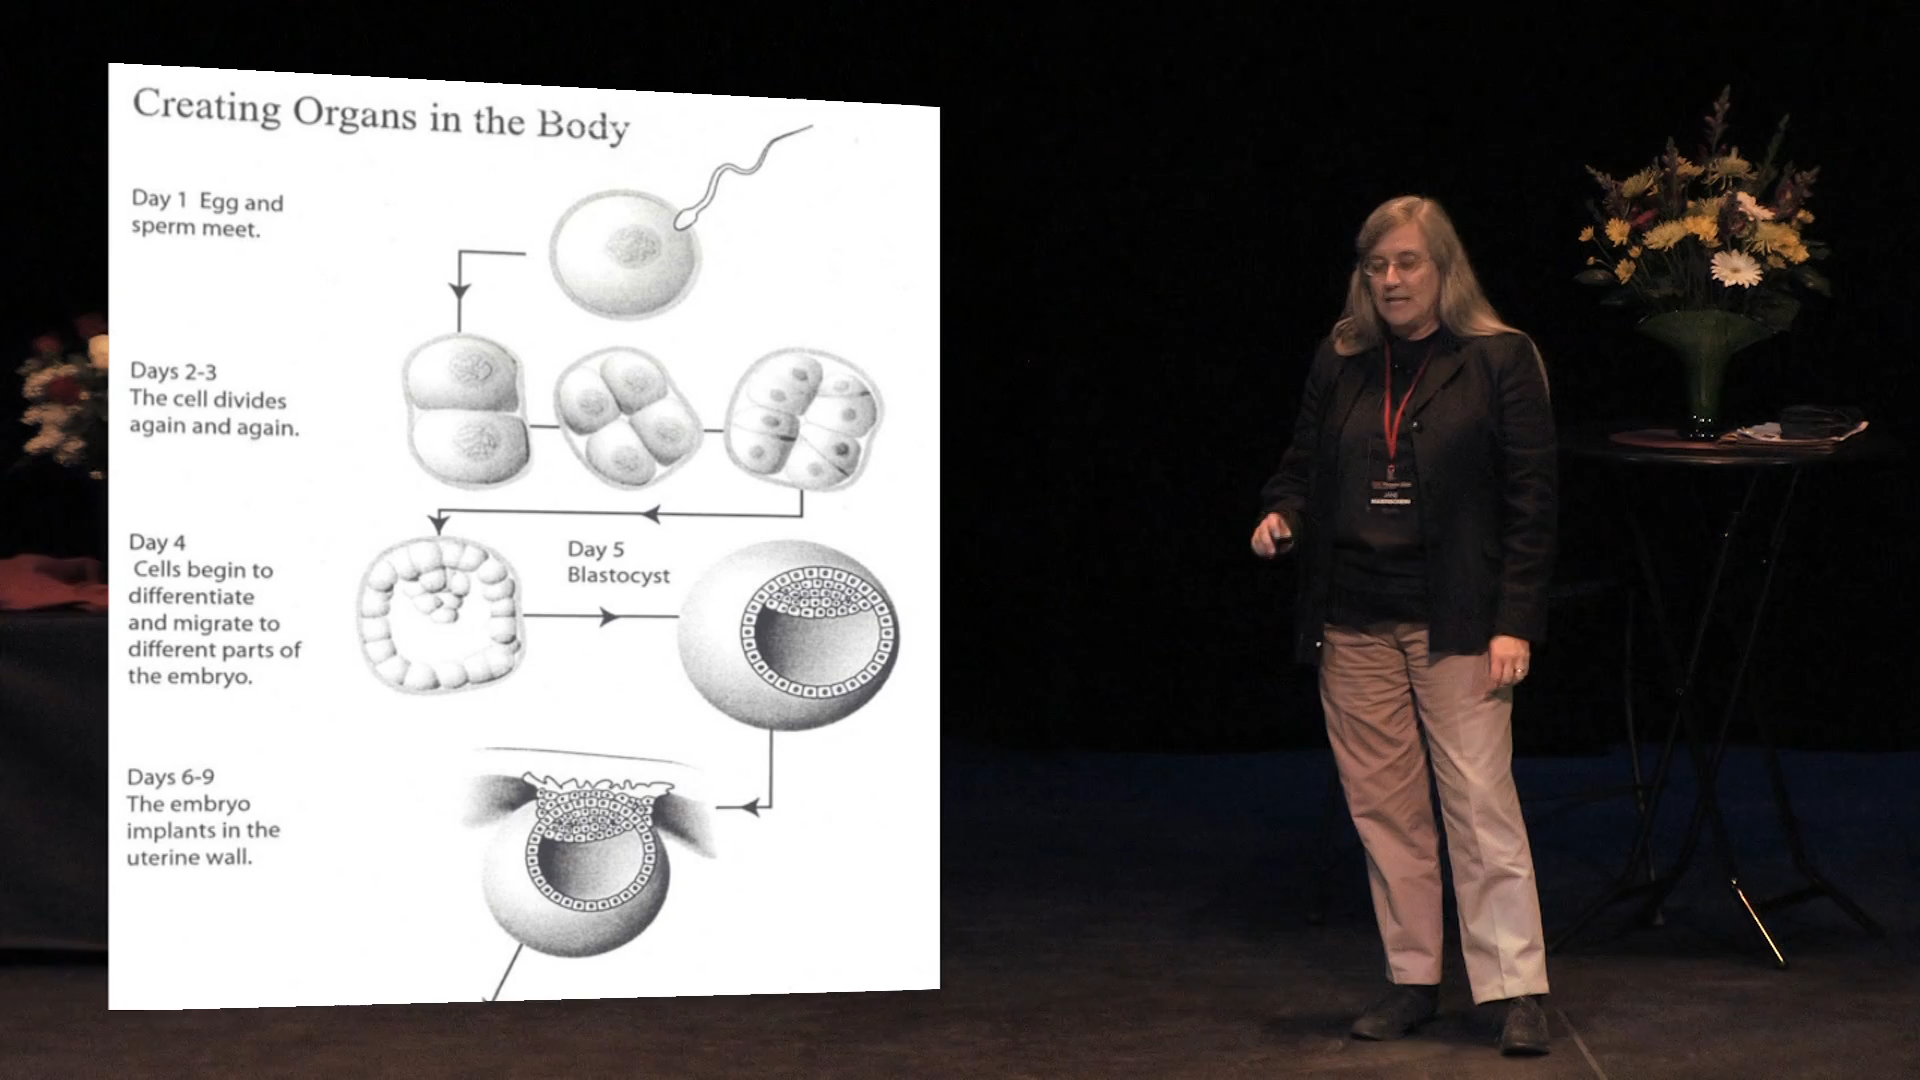 Creating Organs in the Body
Day 1 Egg and
sperm meet.
Days 2-3
The cell divides
again and again.
Day 4
Cells begin to
differentiate
and migrate to
different parts of
the embryo.
Day 5
Blastocyst
Days 6-9
The embryo
implants in the
uterine wall.
JANE